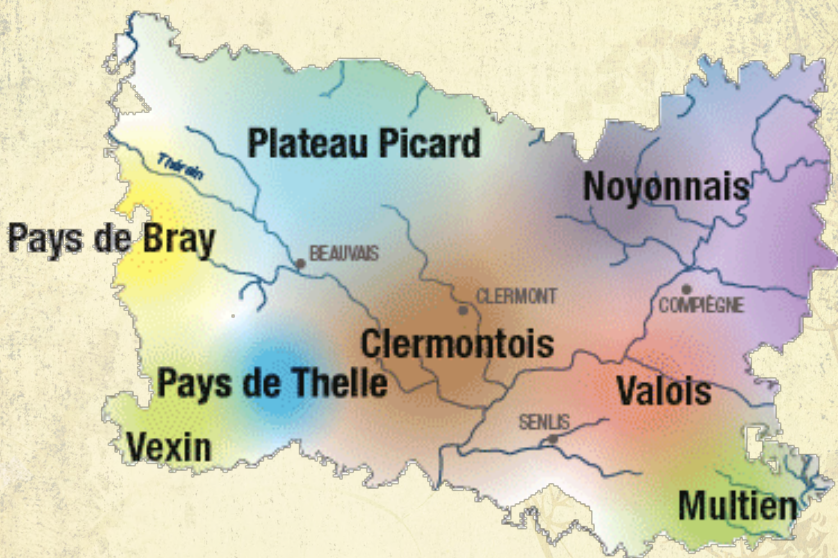 Plateau Picard
Thérain
Noyonnais
Pays de Bray
BEAUVAIS
CLERMONT
COMPIÈGNE
Clermontois
Pays de Thelle
Valois
SENLIS
Vexin
Multien